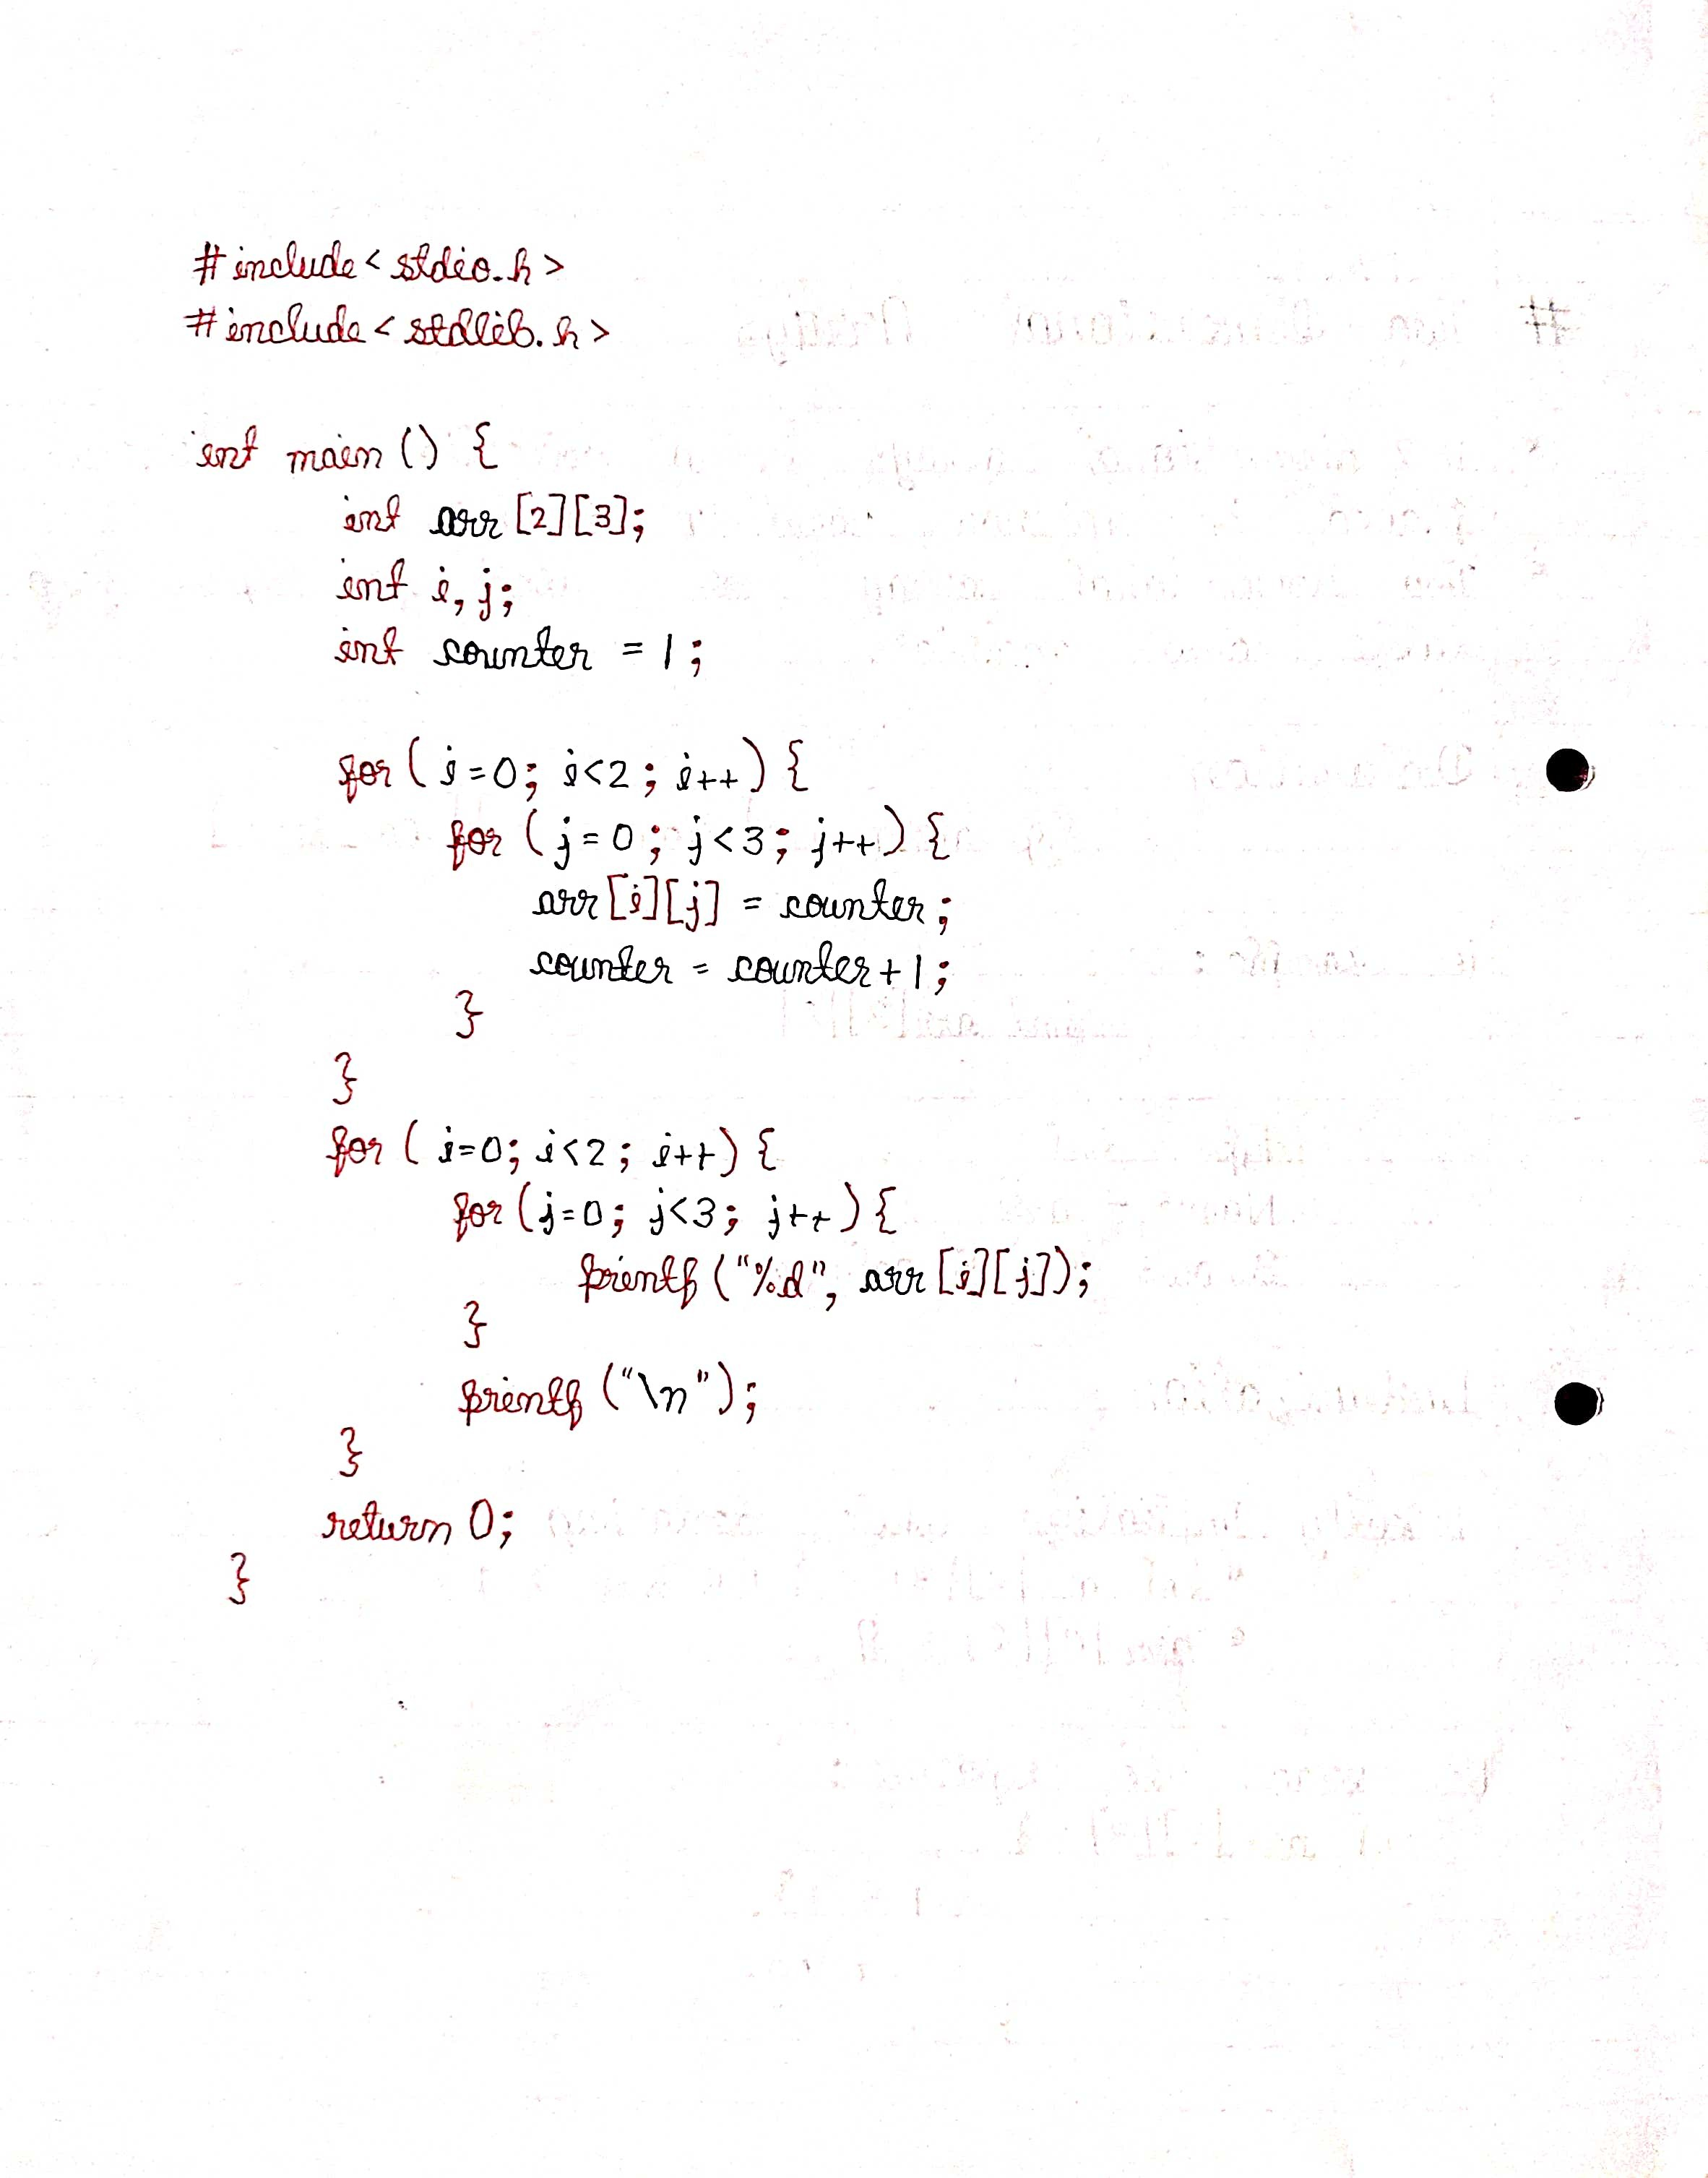 #include<stdio.h>
#include<stdlib.h>
int main() {
int arr[2][3];
int i, j;
int counter = 1;
for (i=0; i<2; i++) {
for (j=0; j<3; j++) {
arr[i][j] = counter;
counter = counter+1;
}
}
for (i=0; i<2; i++) {
for (j=0; j<3; j++) {
printf("%d", arr[i][j]);
}
printf("\n");
}
return 0;
}